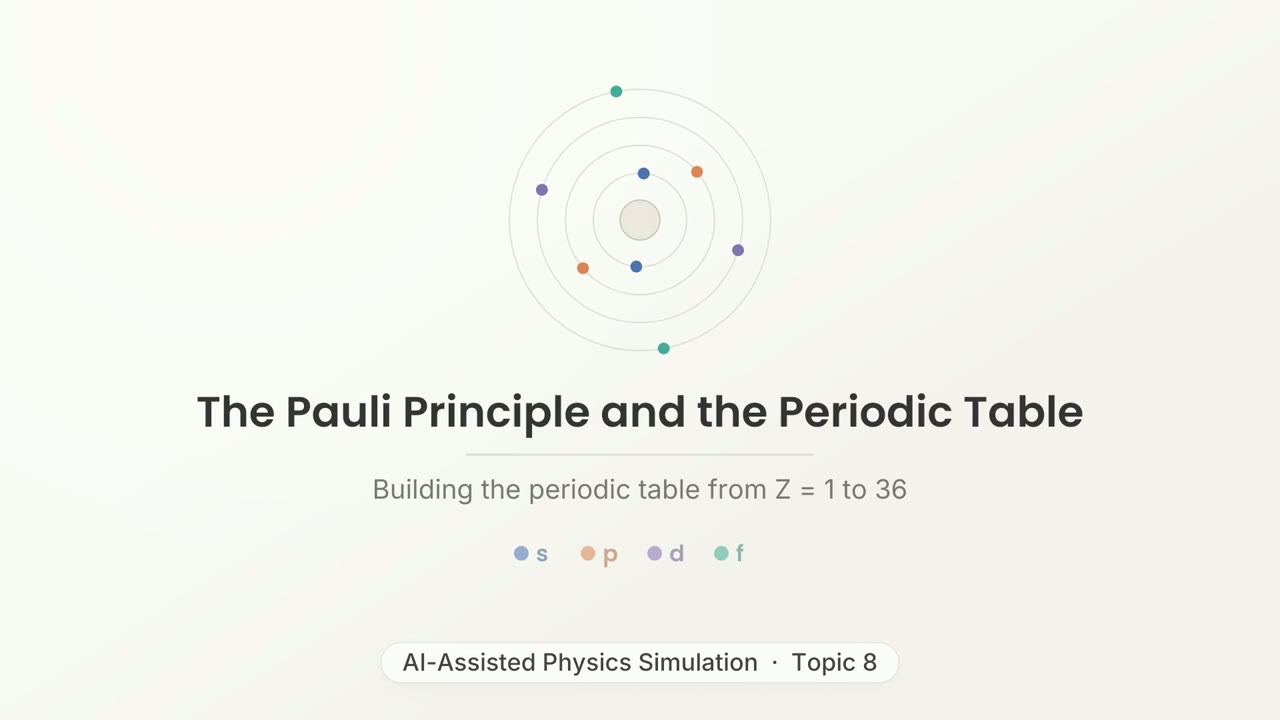 The Pauli Principle and the Periodic Table
Building the periodic table from Z = 1 to 36
s p d f
AI-Assisted Physics Simulation · Topic 8